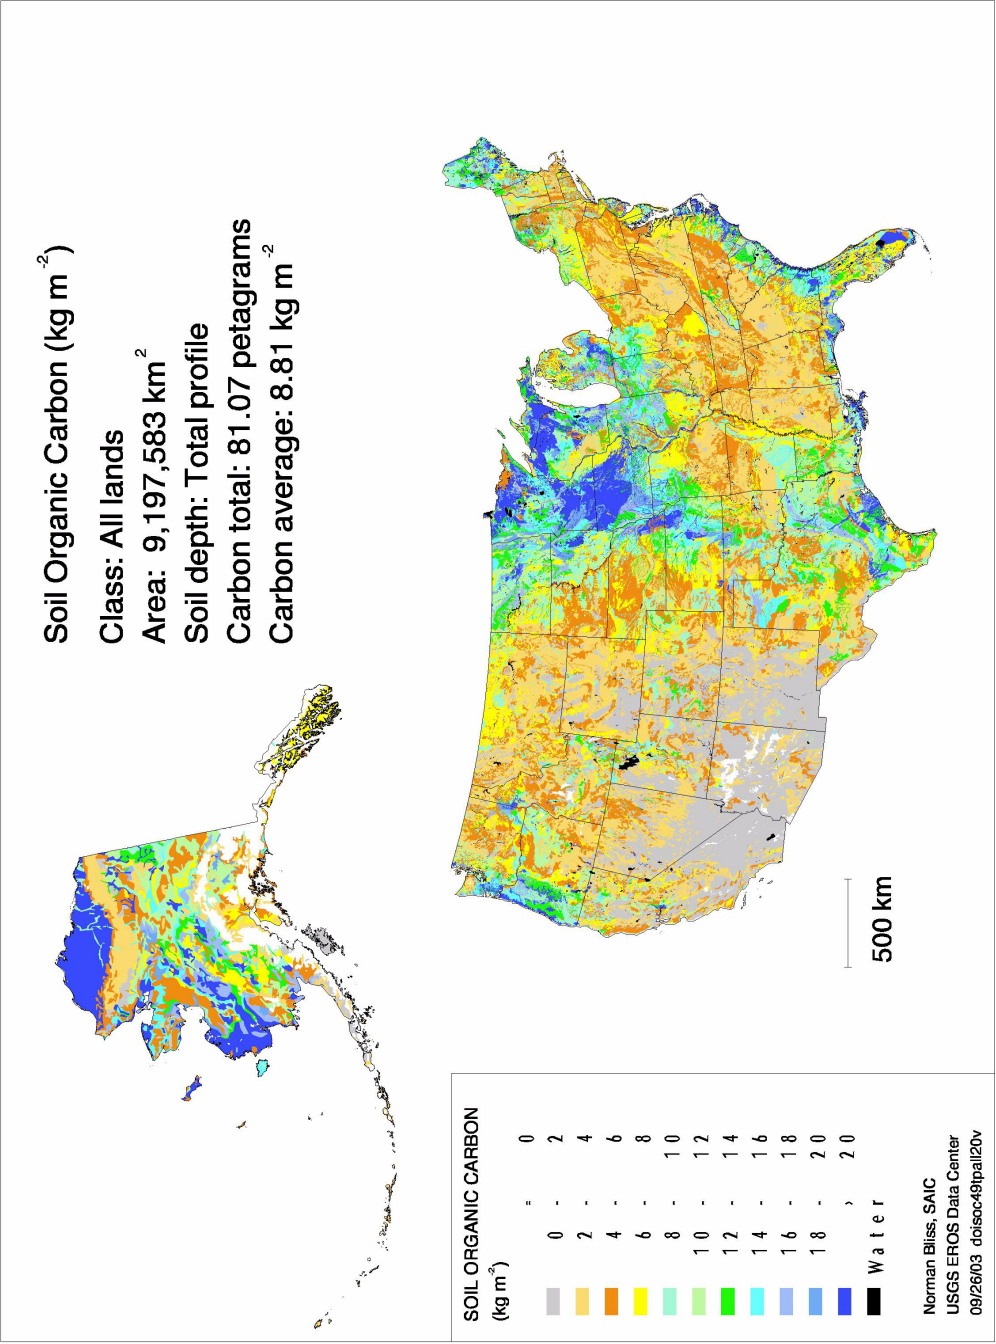 Soil Organic Carbon (kg m-2)
Class: All lands
Area: 9,197,583 km2
Soil depth: Total profile
Carbon total: 81.07 petagrams
Carbon average: 8.81 kg m-2
500 km
SOIL ORGANIC CARBON
(kg m-2)
= 0
0 - 2
2 - 4
4 - 6
6 - 8
8 - 10
10 - 12
12 - 14
14 - 16
16 - 18
18 - 20
> 20
Water
Norman Bliss, SAIC
USGS EROS Data Center
09/26/03 doisoc49tpall20v